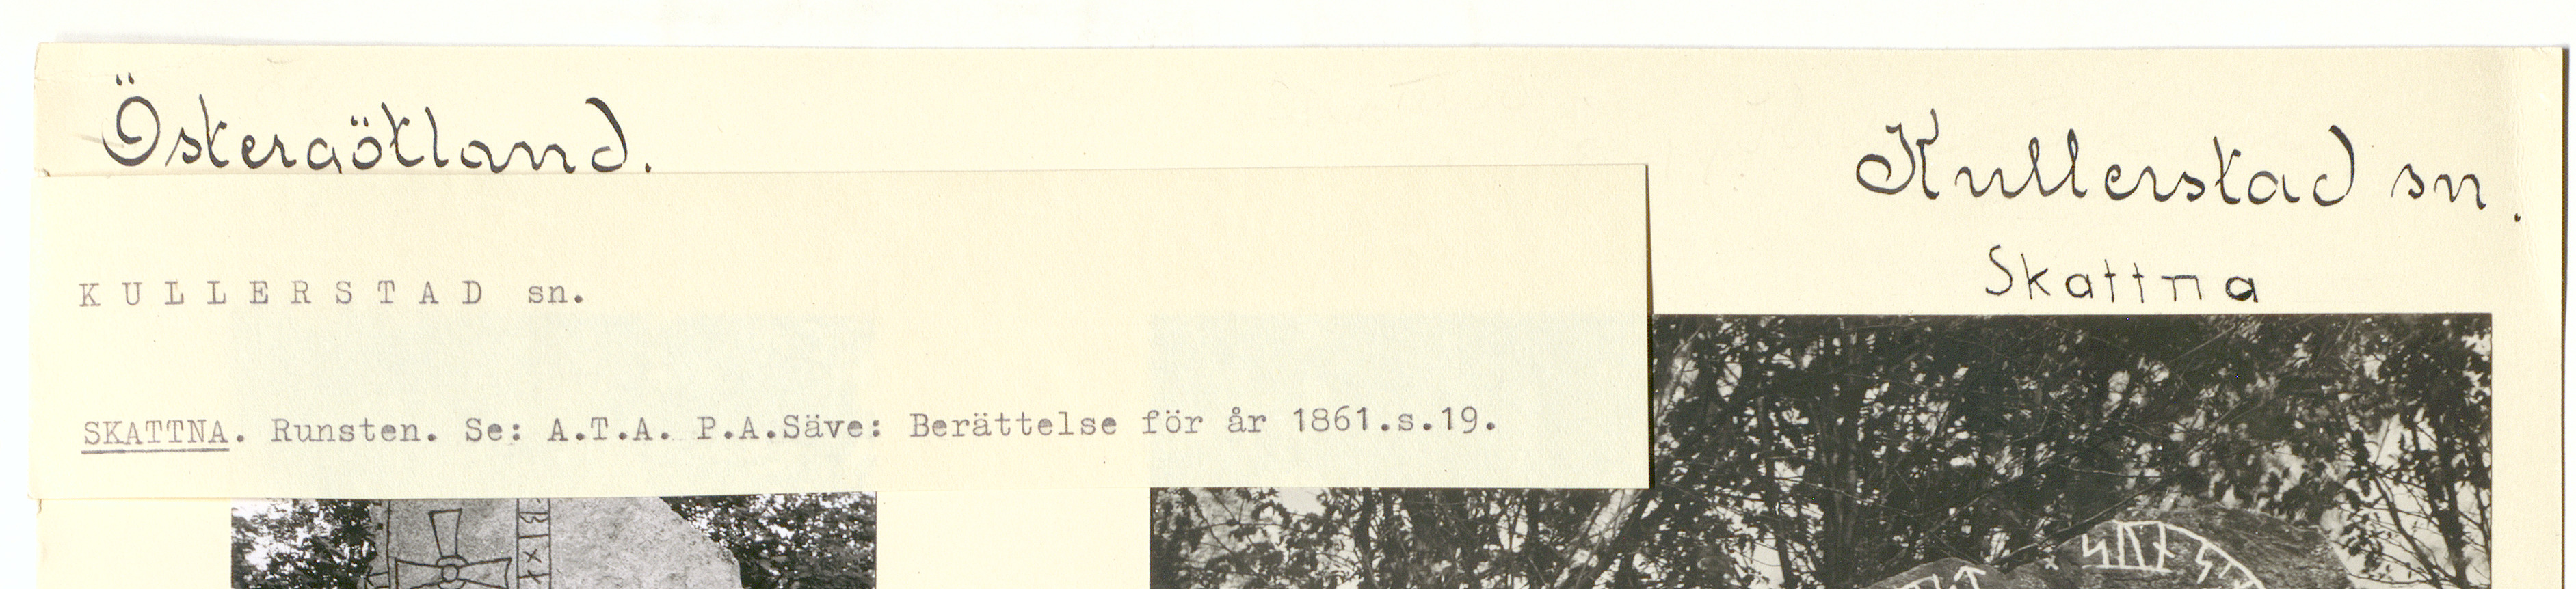 Östergötland.
Kullerstad sn.
Skattna
KULLERSTAD sn.
SKATTNA. Runsten. Se: A.T.A. P.A.Säve: Berättelse för år 1861.s.19.